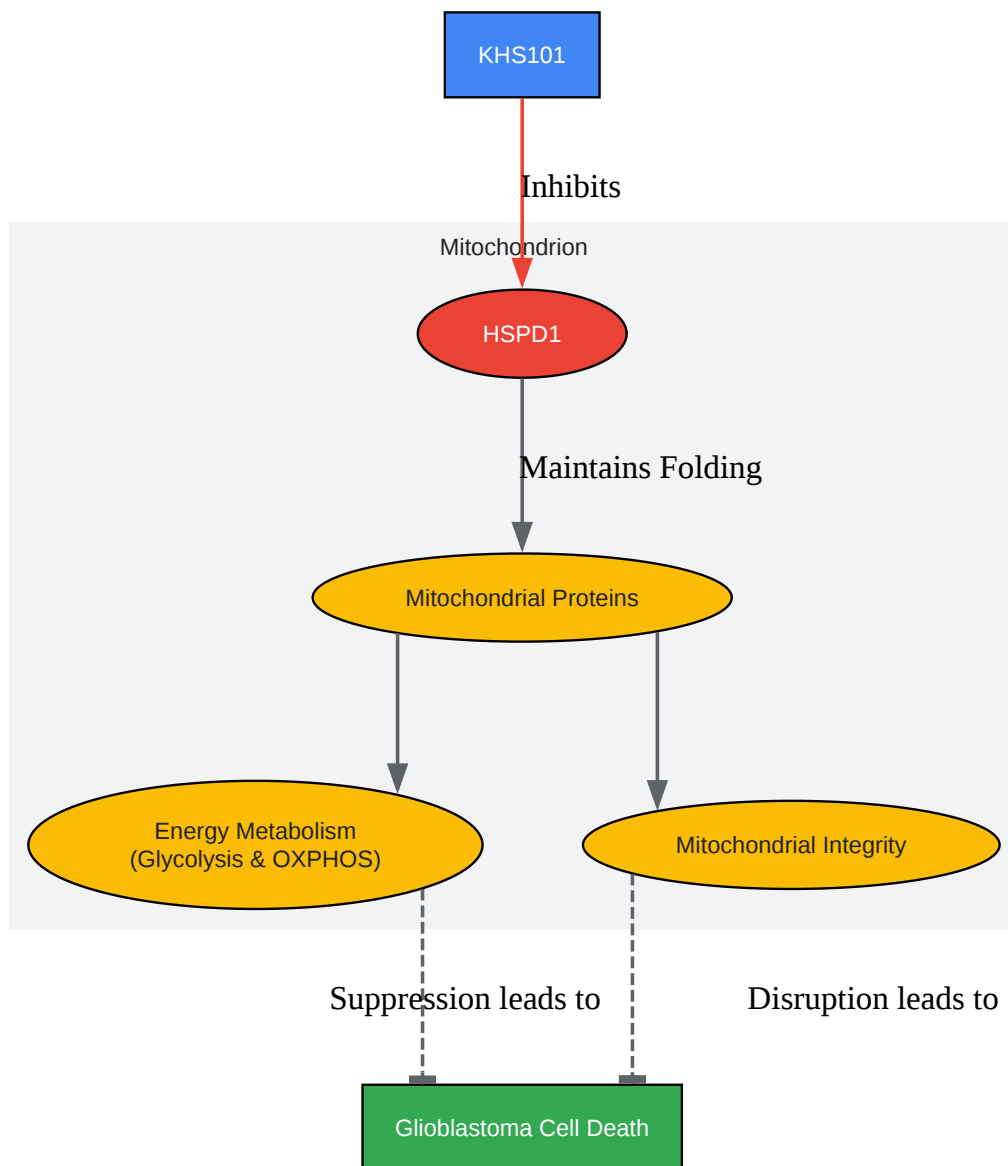 KHS101
Inhibits
Mitochondrion
HSPD1
Maintains Folding
Mitochondrial Proteins
Energy Metabolism
(Glycolysis & OXPHOS)
Mitochondrial Integrity
Suppression leads to
Disruption leads to
Glioblastoma Cell Death